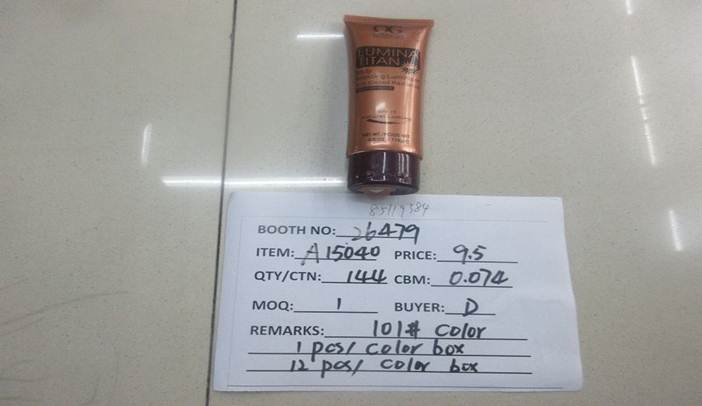 LUMINA
TITAN
85119384
BOOTH NO: 26479
ITEM: A15040 PRICE: 9.5
QTY/CTN: 144 CBM: 0.074
MOQ: 1 BUYER: D
REMARKS: 101# color
1 pcs/ color box
12 pcs/ color box